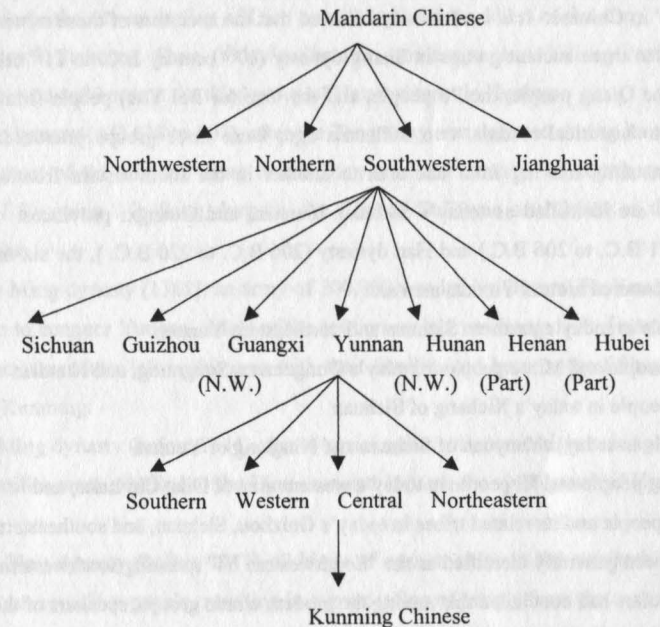 Mandarin Chinese
Northwestern Northern Southwestern Jianghuai
Sichuan Guizhou Guangxi Yunnan Hunan Henan Hubei
(N.W.) (N.W.) (Part) (Part)
Southern Western Central Northeastern
Kunming Chinese